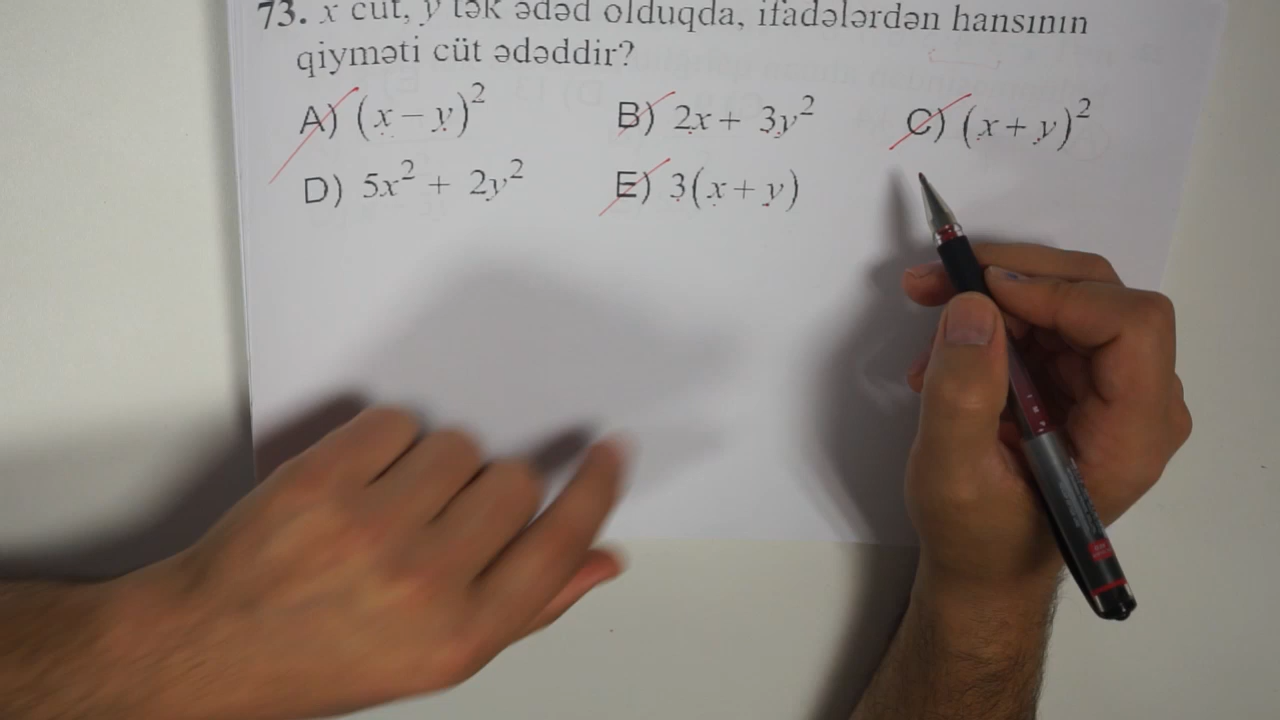 73. x cüt, y tək ədəd olduqda, ifadələrdən hansının
qiyməti cüt ədəddir?
A) (x – y)² B) 2x + 3y² C) (x + y)²
D) 5x² + 2y² E) 3(x + y)